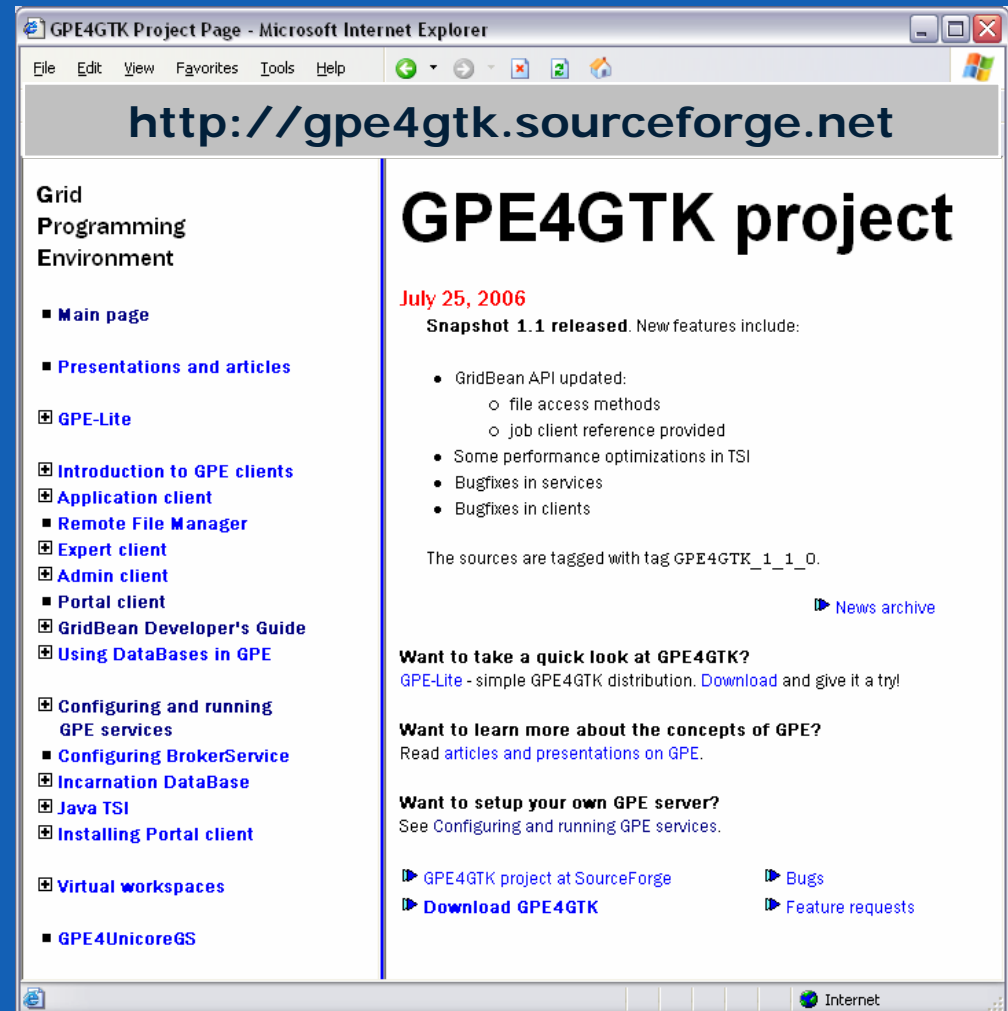 GPE4GTK Project Page - Microsoft Internet Explorer
File Edit View Favorites Tools Help
http://gpe4gtk.sourceforge.net
Grid
Programming
Environment
Main page
Presentations and articles
GPE-Lite
Introduction to GPE clients
Application client
Remote File Manager
Expert client
Admin client
Portal client
GridBean Developer's Guide
Using DataBases in GPE
Configuring and running
GPE services
Configuring BrokerService
Incarnation DataBase
Java TSI
Installing Portal client
Virtual workspaces
GPE4UnicoreGS
GPE4GTK project
July 25, 2006
Snapshot 1.1 released. New features include:
GridBean API updated:
file access methods
job client reference provided
Some performance optimizations in TSI
Bugfixes in services
Bugfixes in clients
The sources are tagged with tag GPE4GTK_1_1_0.
News archive
Want to take a quick look at GPE4GTK?
GPE-Lite - simple GPE4GTK distribution. Download and give it a try!
Want to learn more about the concepts of GPE?
Read articles and presentations on GPE.
Want to setup your own GPE server?
See Configuring and running GPE services.
GPE4GTK project at SourceForge
Bugs
Download GPE4GTK
Feature requests
Internet